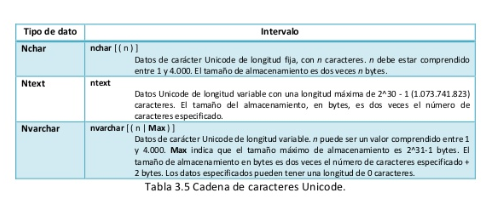 Tipo de dato Intervalo
Nchar nchar [ ( n ) ]
Datos de carácter Unicode de longitud fija, con n caracteres. n debe estar comprendido
entre 1 y 4.000. El tamaño de almacenamiento es dos veces n bytes.
Ntext ntext
Datos Unicode de longitud variable con una longitud máxima de 2^30 - 1 (1.073.741.823)
caracteres. El tamaño del almacenamiento, en bytes, es dos veces el número de
caracteres especificado.
Nvarchar nvarchar [ ( n | Max ) ]
Datos de carácter Unicode de longitud variable. n puede ser un valor comprendido entre 1
y 4.000. Max indica que el tamaño máximo de almacenamiento es 2^31-1 bytes. El
tamaño de almacenamiento en bytes es dos veces el número de caracteres especificado +
2 bytes. Los datos especificados pueden tener una longitud de 0 caracteres.
Tabla 3.5 Cadena de caracteres Unicode.